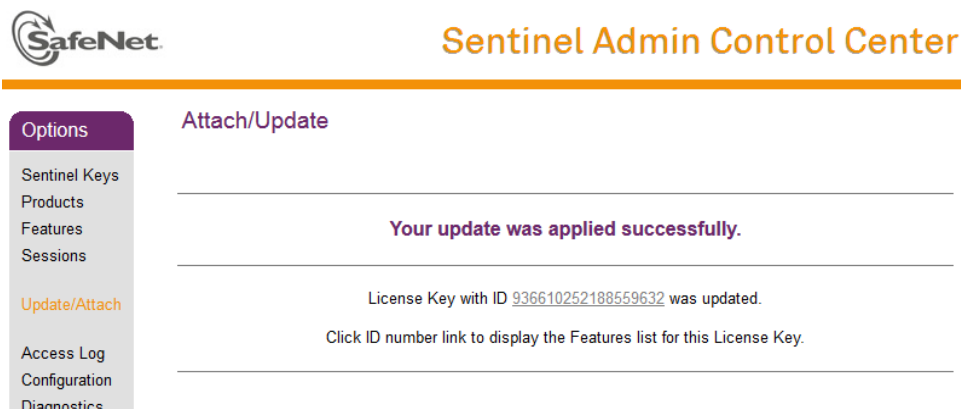 SafeNet.
Sentinel Admin Control Center
Options
Sentinel Keys
Products
Features
Sessions
Update/Attach
Access Log
Configuration
Diagnostics
Attach/Update
Your update was applied successfully.
License Key with ID 936610252188559632 was updated.
Click ID number link to display the Features list for this License Key.